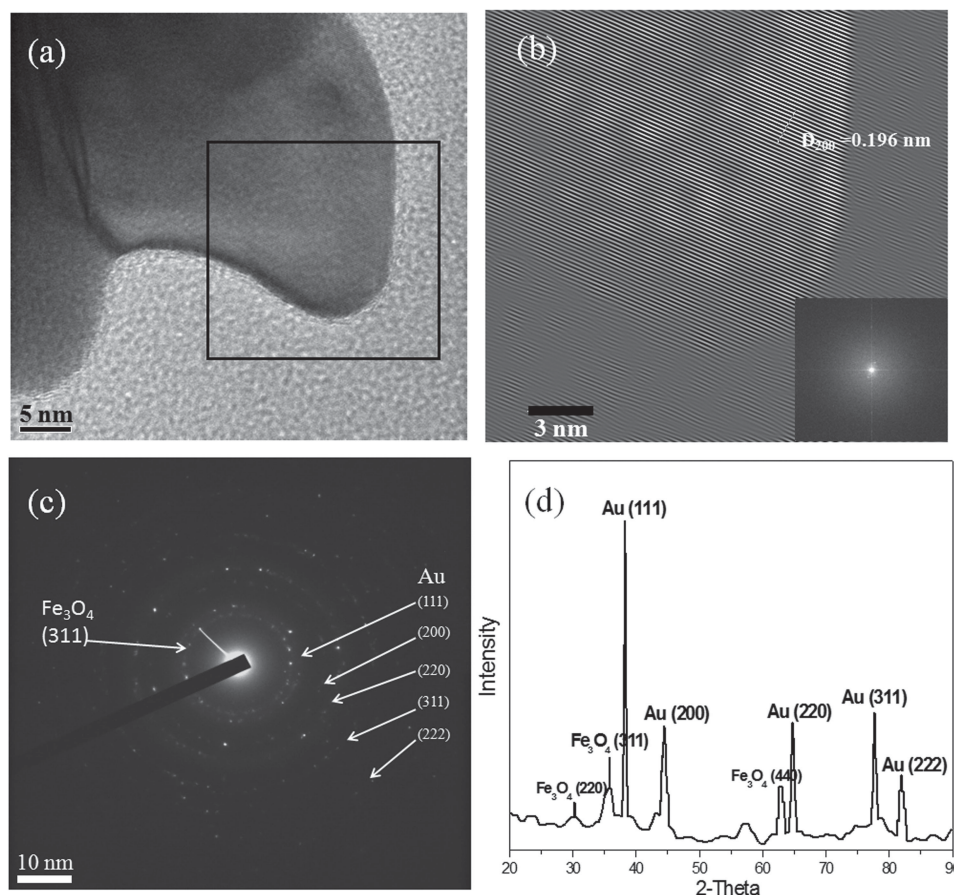 (a)
5 nm
(b)
D₂₀₀=0.196 nm
3 nm
(c)
Fe₃O₄
(311)
Au
(111)
(200)
(220)
(311)
(222)
10 nm
(d)
Au (111)
Au (311)
Au (200)
Au (220)
Fe₃O₄ (311)
Au (222)
Fe₃O₄ (440)
Fe₃O₄ (220)
Intensity
20 30 40 50 60 70 80 90
2-Theta